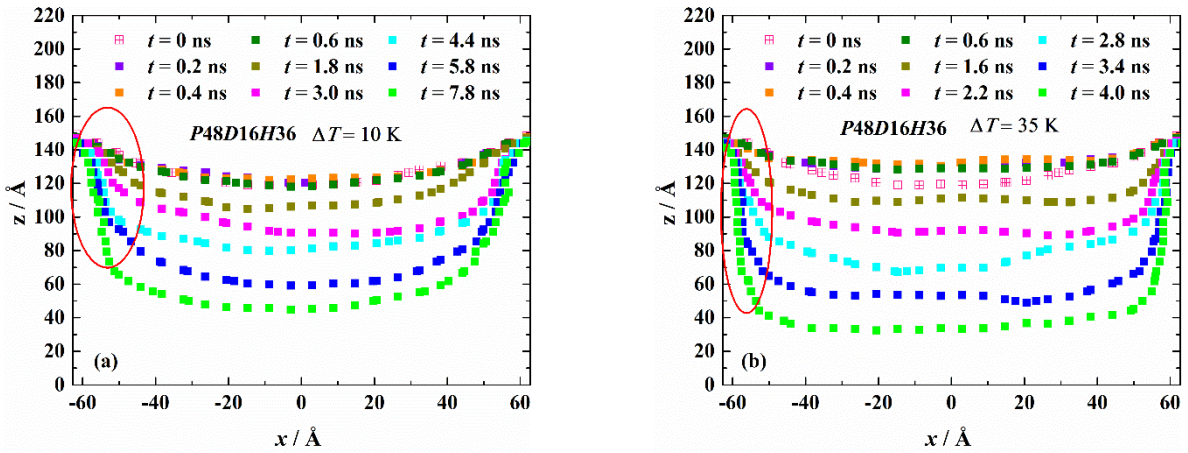 220
200
180
160
140
120
100
80
60
40
20
0
z / Å
t = 0 ns t = 0.6 ns t = 4.4 ns
t = 0.2 ns t = 1.8 ns t = 5.8 ns
t = 0.4 ns t = 3.0 ns t = 7.8 ns
P48D16H36 ΔT = 10 K
(a)
-60 -40 -20 0 20 40 60
x / Å
220
200
180
160
140
120
100
80
60
40
20
0
z / Å
t = 0 ns t = 0.6 ns t = 2.8 ns
t = 0.2 ns t = 1.6 ns t = 3.4 ns
t = 0.4 ns t = 2.2 ns t = 4.0 ns
P48D16H36 ΔT = 35 K
(b)
-60 -40 -20 0 20 40 60
x / Å